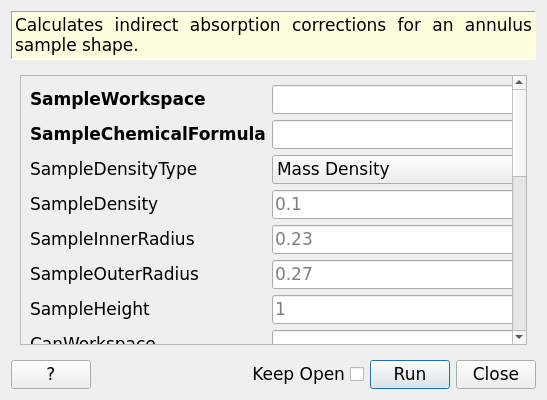 Calculates indirect absorption corrections for an annulus
sample shape.
SampleWorkspace
SampleChemicalFormula
SampleDensityType Mass Density
SampleDensity 0.1
SampleInnerRadius 0.23
SampleOuterRadius 0.27
SampleHeight 1
CanWorkspace
? Keep Open Run Close